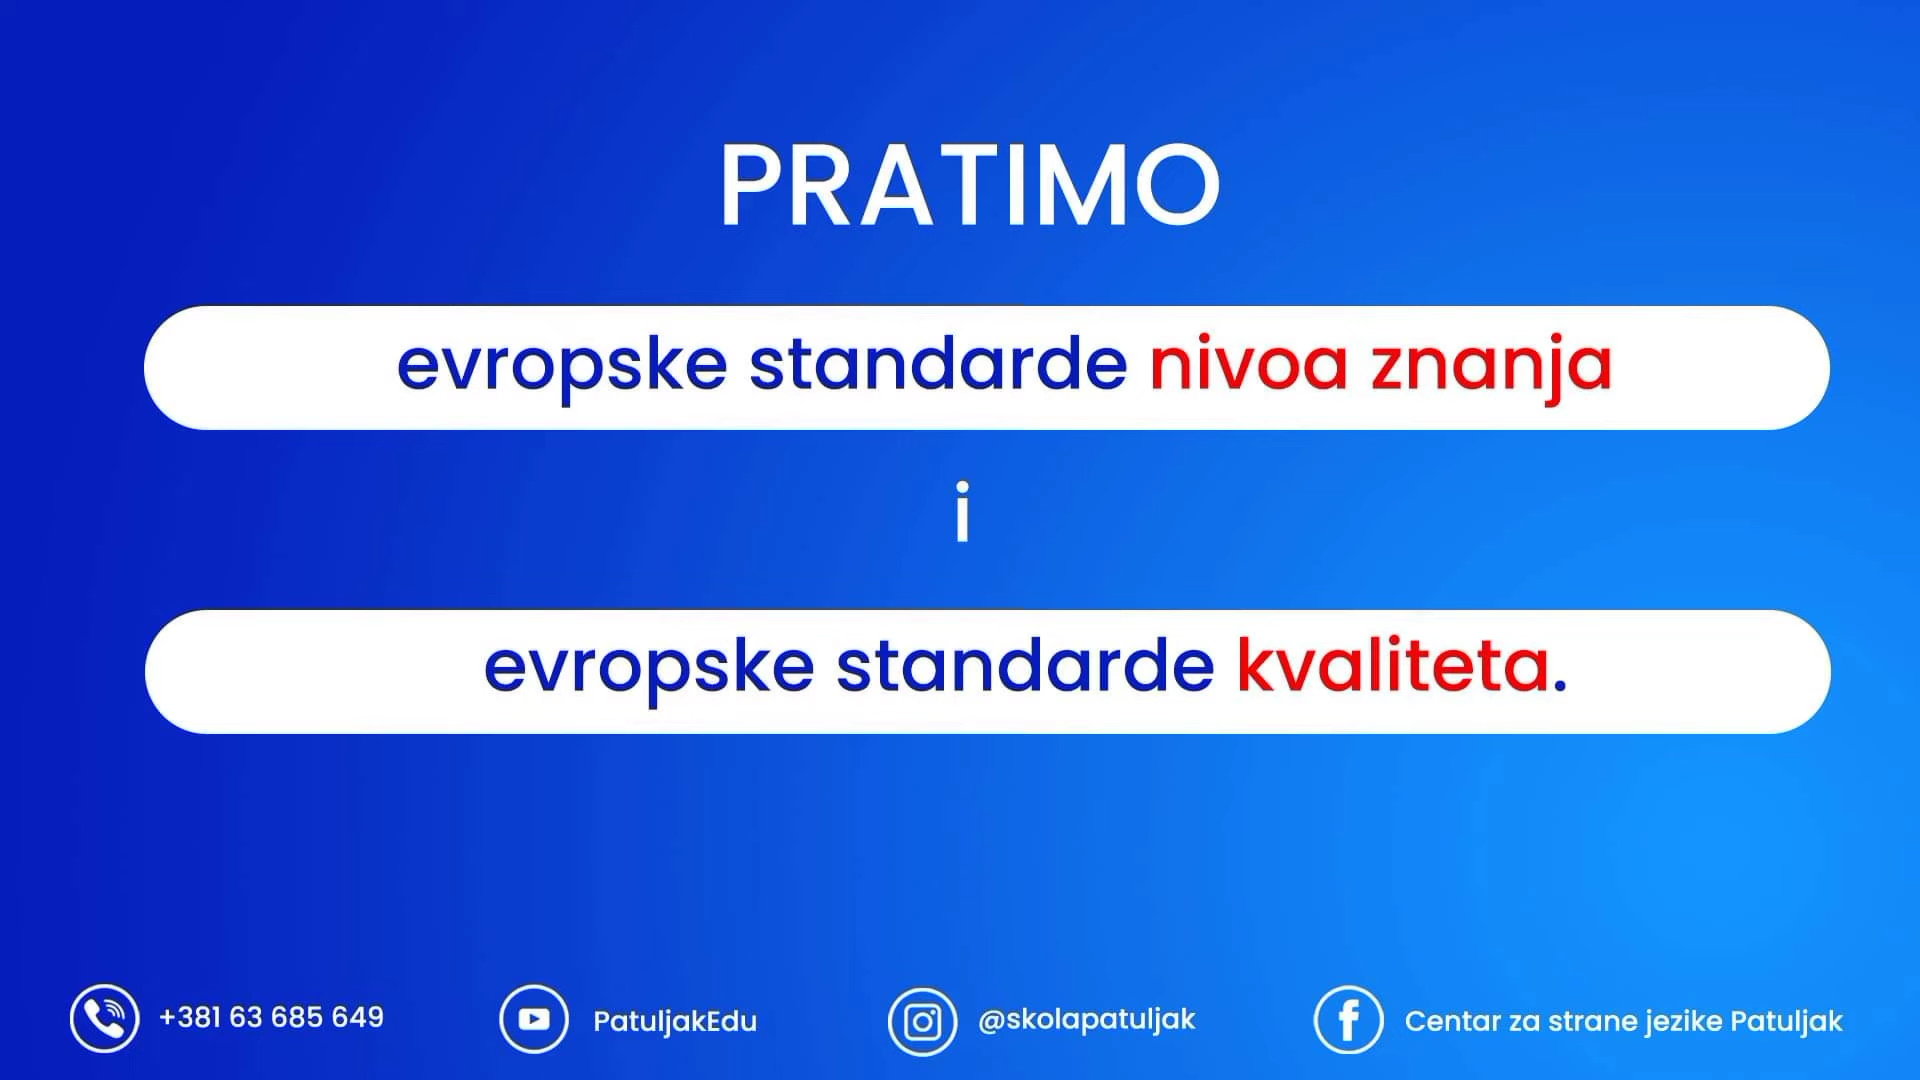 PRATIMO
evropske standarde nivoa znanja
i
evropske standarde kvaliteta.
+381 63 685 649
PatuljakEdu
@skolapatuljak
Centar za strane jezike Patuljak